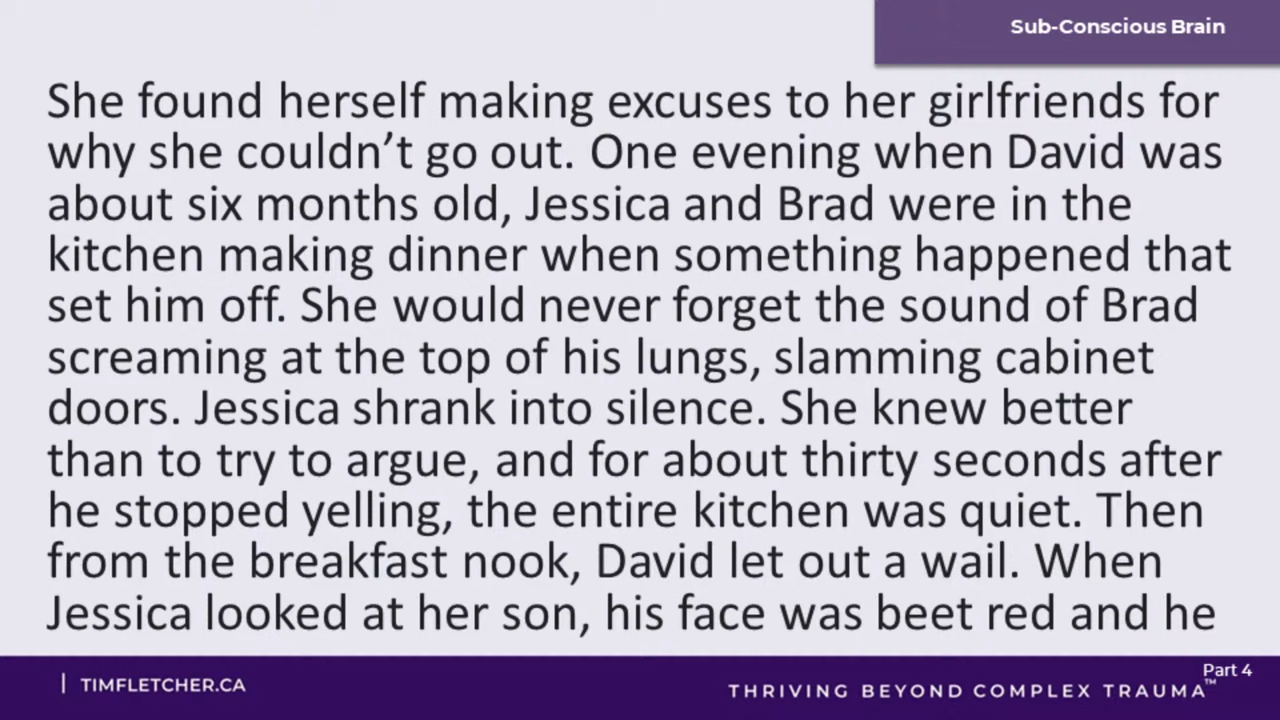 Sub-Conscious Brain
She found herself making excuses to her girlfriends for
why she couldn’t go out. One evening when David was
about six months old, Jessica and Brad were in the
kitchen making dinner when something happened that
set him off. She would never forget the sound of Brad
screaming at the top of his lungs, slamming cabinet
doors. Jessica shrank into silence. She knew better
than to try to argue, and for about thirty seconds after
he stopped yelling, the entire kitchen was quiet. Then
from the breakfast nook, David let out a wail. When
Jessica looked at her son, his face was beet red and he
Part 4
| TIMFLETCHER.CA
THRIVING BEYOND COMPLEX TRAUMA™